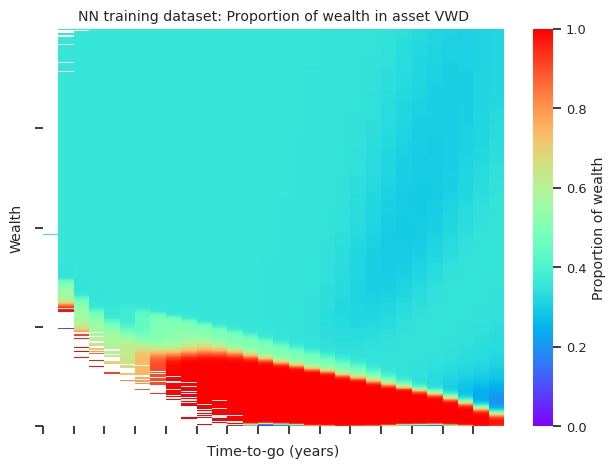 NN training dataset: Proportion of wealth in asset VWD
Wealth
Time-to-go (years)
1.0
0.8
0.6
0.4
0.2
0.0
Proportion of wealth